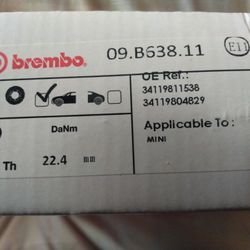 brembo.
09.B638.11
E11
OE Ref.:
34119811538
34119804829
DaNm
Applicable To :
MINI
Th
22.4
mm